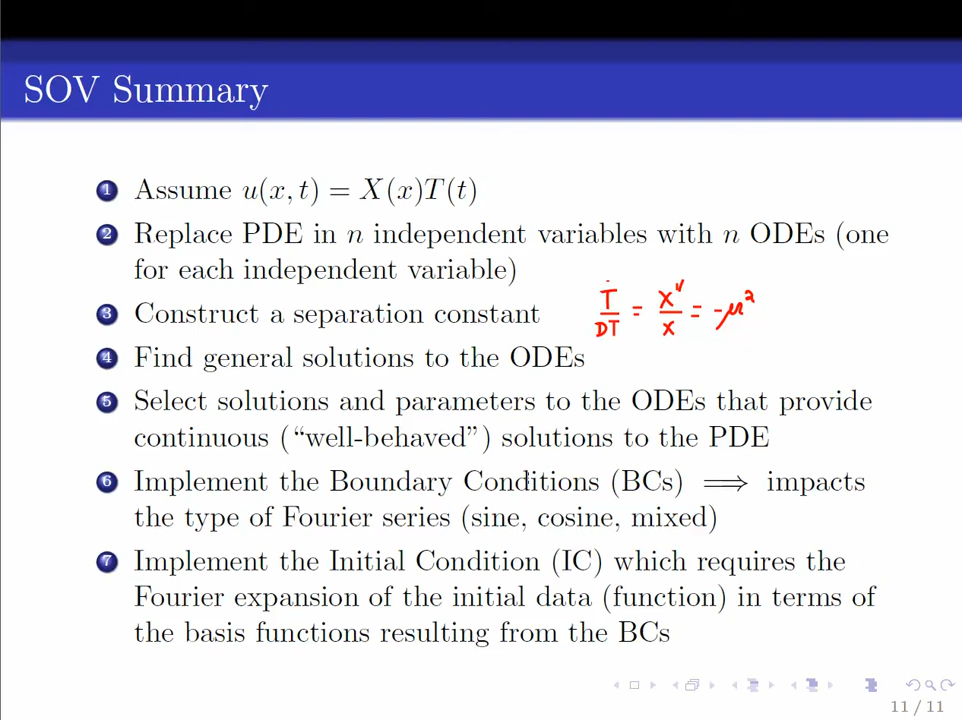 SOV Summary
1 Assume u(x, t) = X(x)T(t)
2 Replace PDE in n independent variables with n ODEs (one
for each independent variable)
3 Construct a separation constant Ṫ/DT = X″/X = -μ²
4 Find general solutions to the ODEs
5 Select solutions and parameters to the ODEs that provide
continuous (“well-behaved”) solutions to the PDE
6 Implement the Boundary Conditions (BCs) ⟹ impacts
the type of Fourier series (sine, cosine, mixed)
7 Implement the Initial Condition (IC) which requires the
Fourier expansion of the initial data (function) in terms of
the basis functions resulting from the BCs
11 / 11